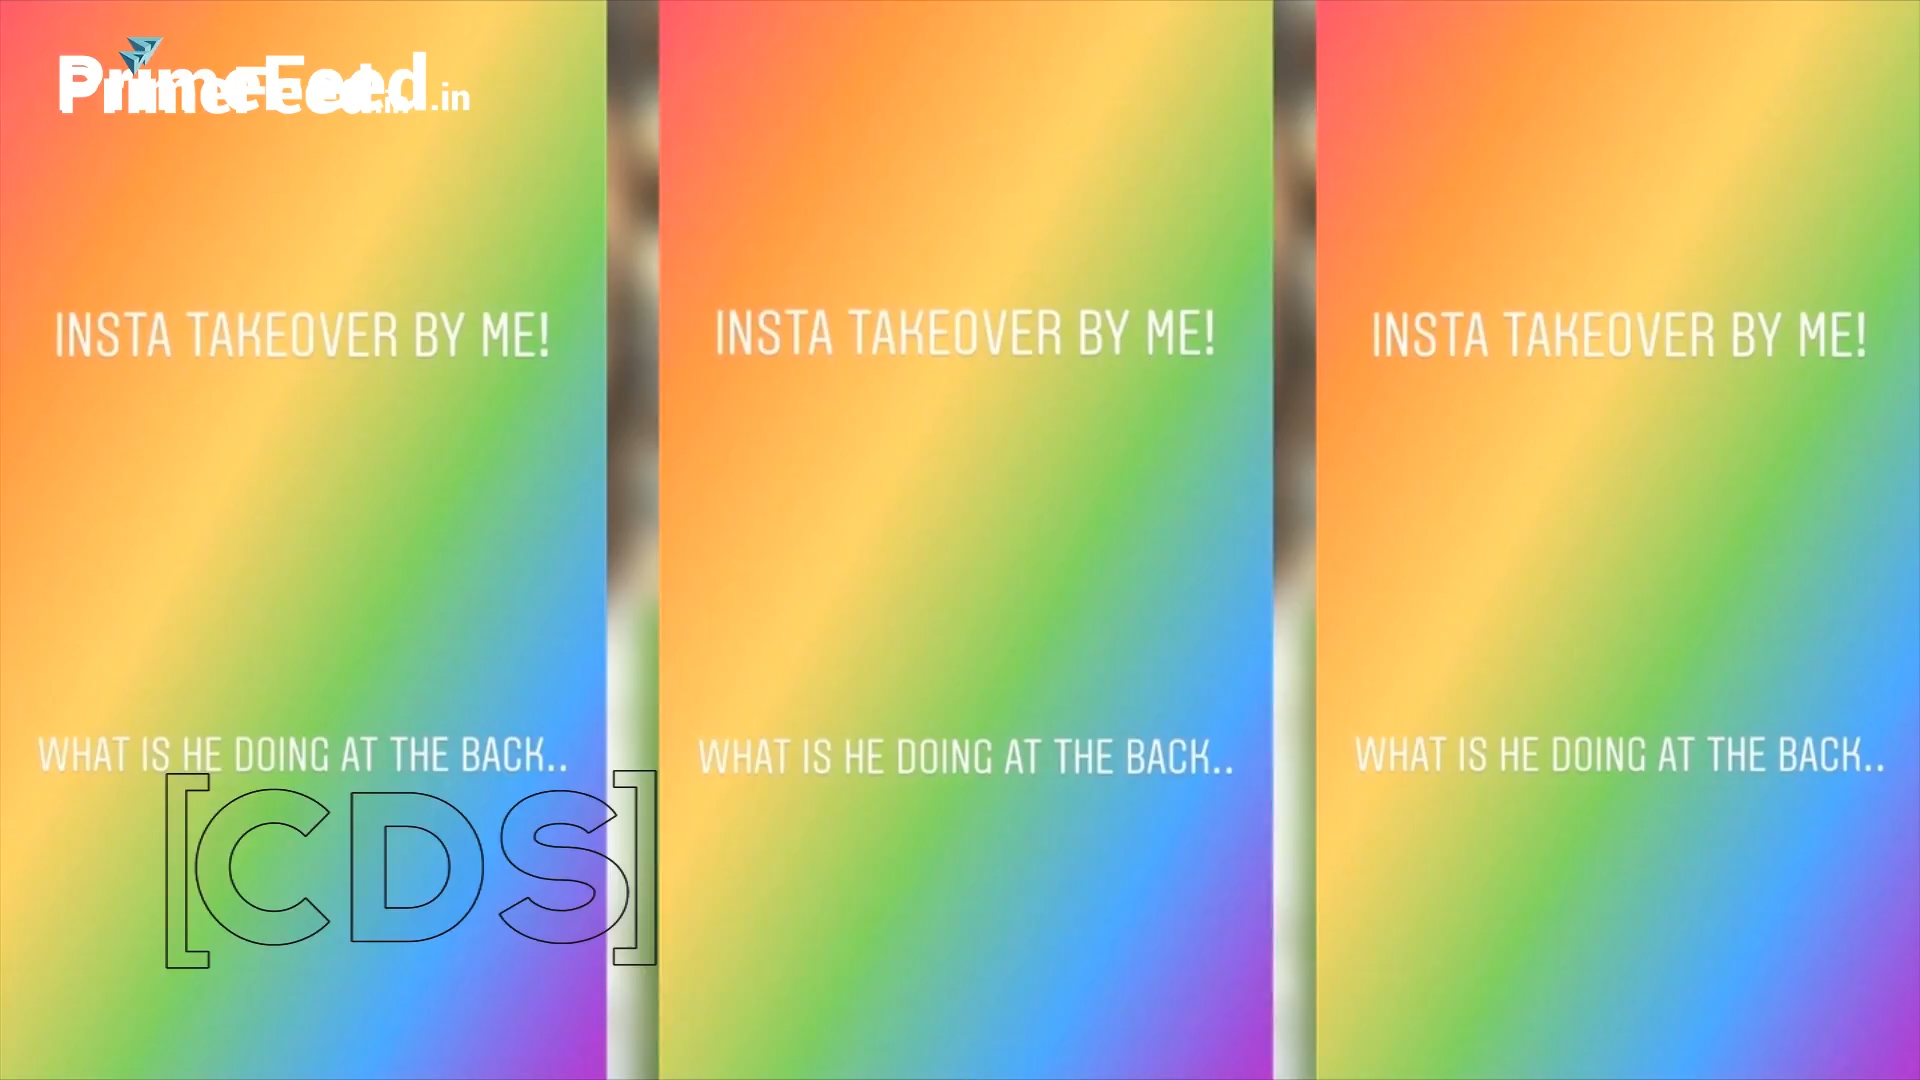 PrimeFeed.in
INSTA TAKEOVER BY ME!
INSTA TAKEOVER BY ME!
INSTA TAKEOVER BY ME!
WHAT IS HE DOING AT THE BACK..
WHAT IS HE DOING AT THE BACK..
WHAT IS HE DOING AT THE BACK..
[CDS]